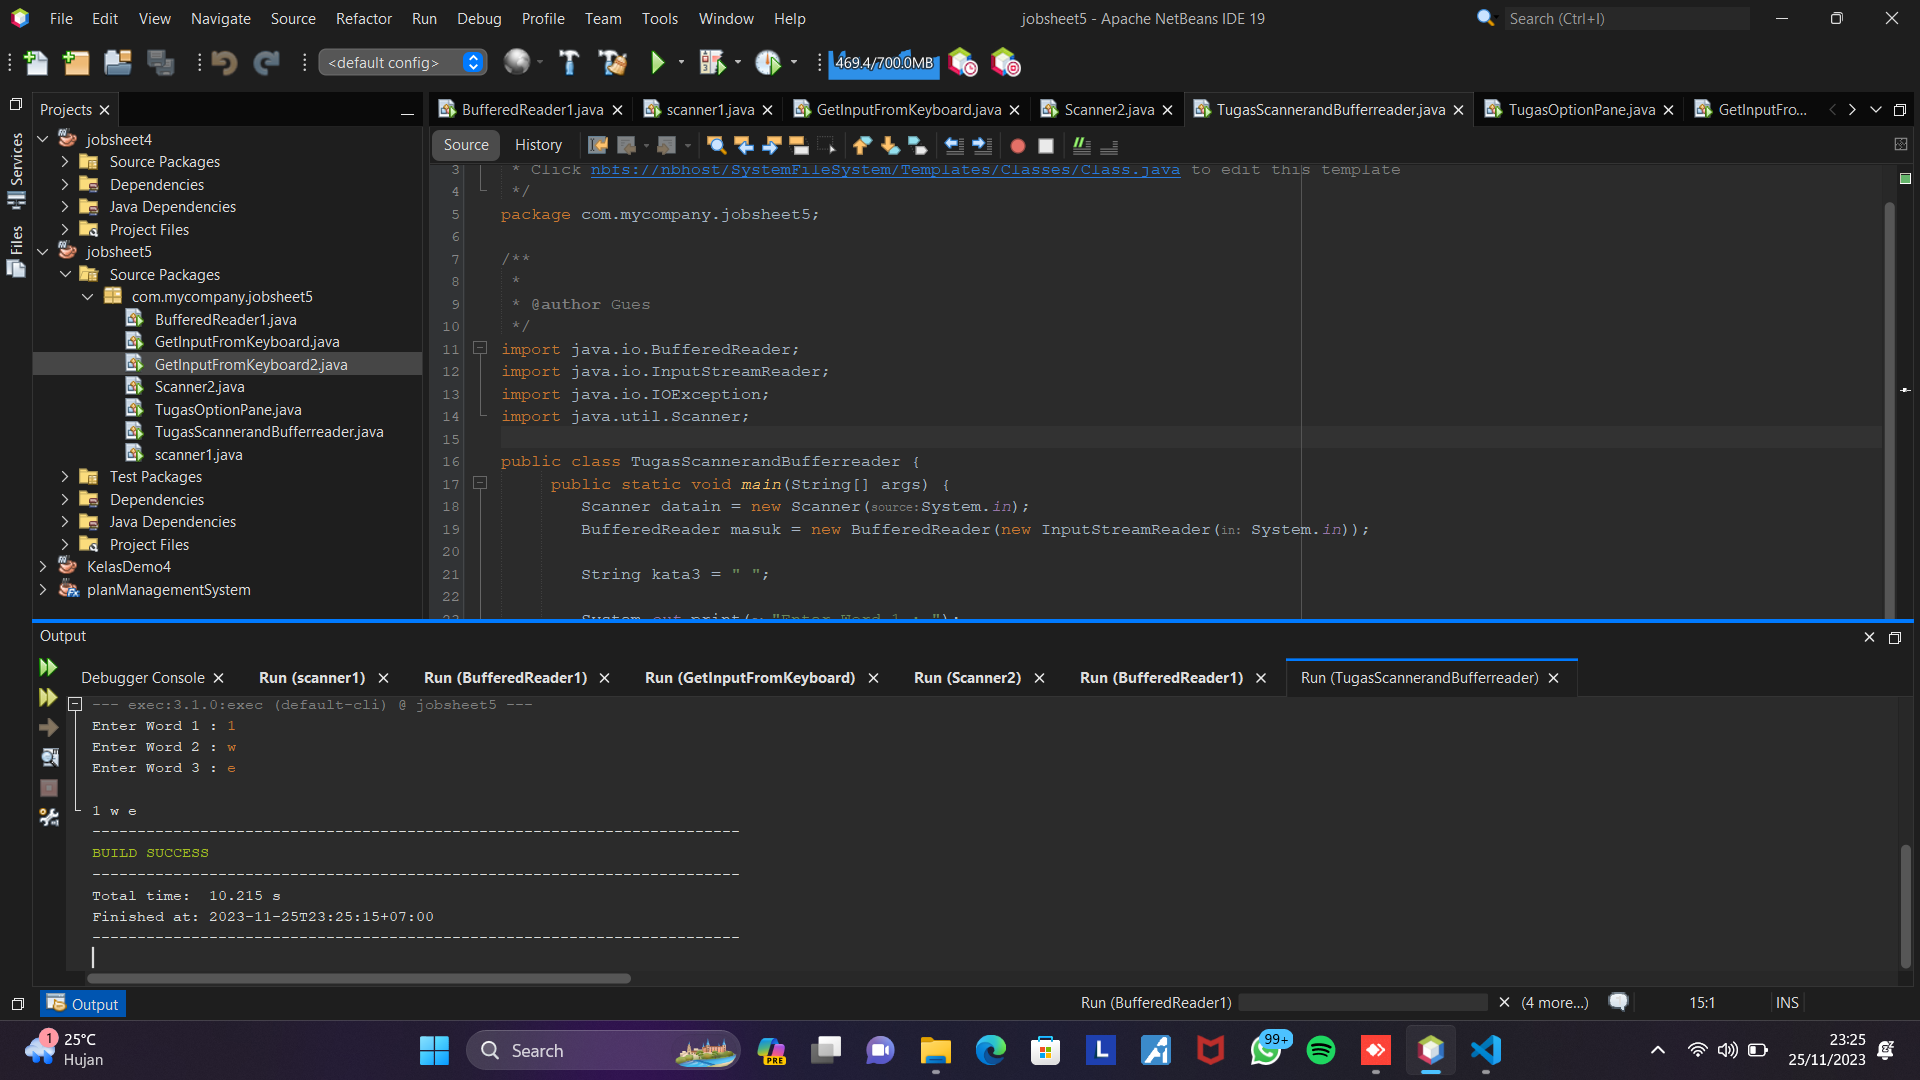 File Edit View Navigate Source Refactor Run Debug Profile Team Tools Window Help
jobsheet5 - Apache NetBeans IDE 19
Search (Ctrl+I)
<default config>
469.4/700.0MB
Services
Files
Projects
jobsheet4
Source Packages
Dependencies
Java Dependencies
Project Files
jobsheet5
Source Packages
com.mycompany.jobsheet5
BufferedReader1.java
GetInputFromKeyboard.java
GetInputFromKeyboard2.java
Scanner2.java
TugasOptionPane.java
TugasScannerandBufferreader.java
scanner1.java
Test Packages
Dependencies
Java Dependencies
Project Files
KelasDemo4
planManagementSystem
BufferedReader1.java scanner1.java GetInputFromKeyboard.java Scanner2.java TugasScannerandBufferreader.java TugasOptionPane.java GetInputFro...
Source History
3 * Click nbfs://nbhost/SystemFileSystem/Templates/Classes/Class.java to edit this template
4 */
5 package com.mycompany.jobsheet5;
6
7 /**
8 *
9 * @author Gues
10 */
11 import java.io.BufferedReader;
12 import java.io.InputStreamReader;
13 import java.io.IOException;
14 import java.util.Scanner;
15
16 public class TugasScannerandBufferreader {
17 public static void main(String[] args) {
18 Scanner datain = new Scanner(source:System.in);
19 BufferedReader masuk = new BufferedReader(new InputStreamReader(in: System.in));
20
21 String kata3 = " ";
22
23 System.out.print(s:"Enter Word 1 : ");
Output
Debugger Console Run (scanner1) Run (BufferedReader1) Run (GetInputFromKeyboard) Run (Scanner2) Run (BufferedReader1) Run (TugasScannerandBufferreader)
--- exec:3.1.0:exec (default-cli) @ jobsheet5 ---
Enter Word 1 : 1
Enter Word 2 : w
Enter Word 3 : e
1 w e
------------------------------------------------------------------------
BUILD SUCCESS
------------------------------------------------------------------------
Total time:  10.215 s
Finished at: 2023-11-25T23:25:15+07:00
------------------------------------------------------------------------
Output
Run (BufferedReader1)
(4 more...)
15:1
INS
1
25°C
Hujan
Search
PRE
L
99+
23:25
25/11/2023